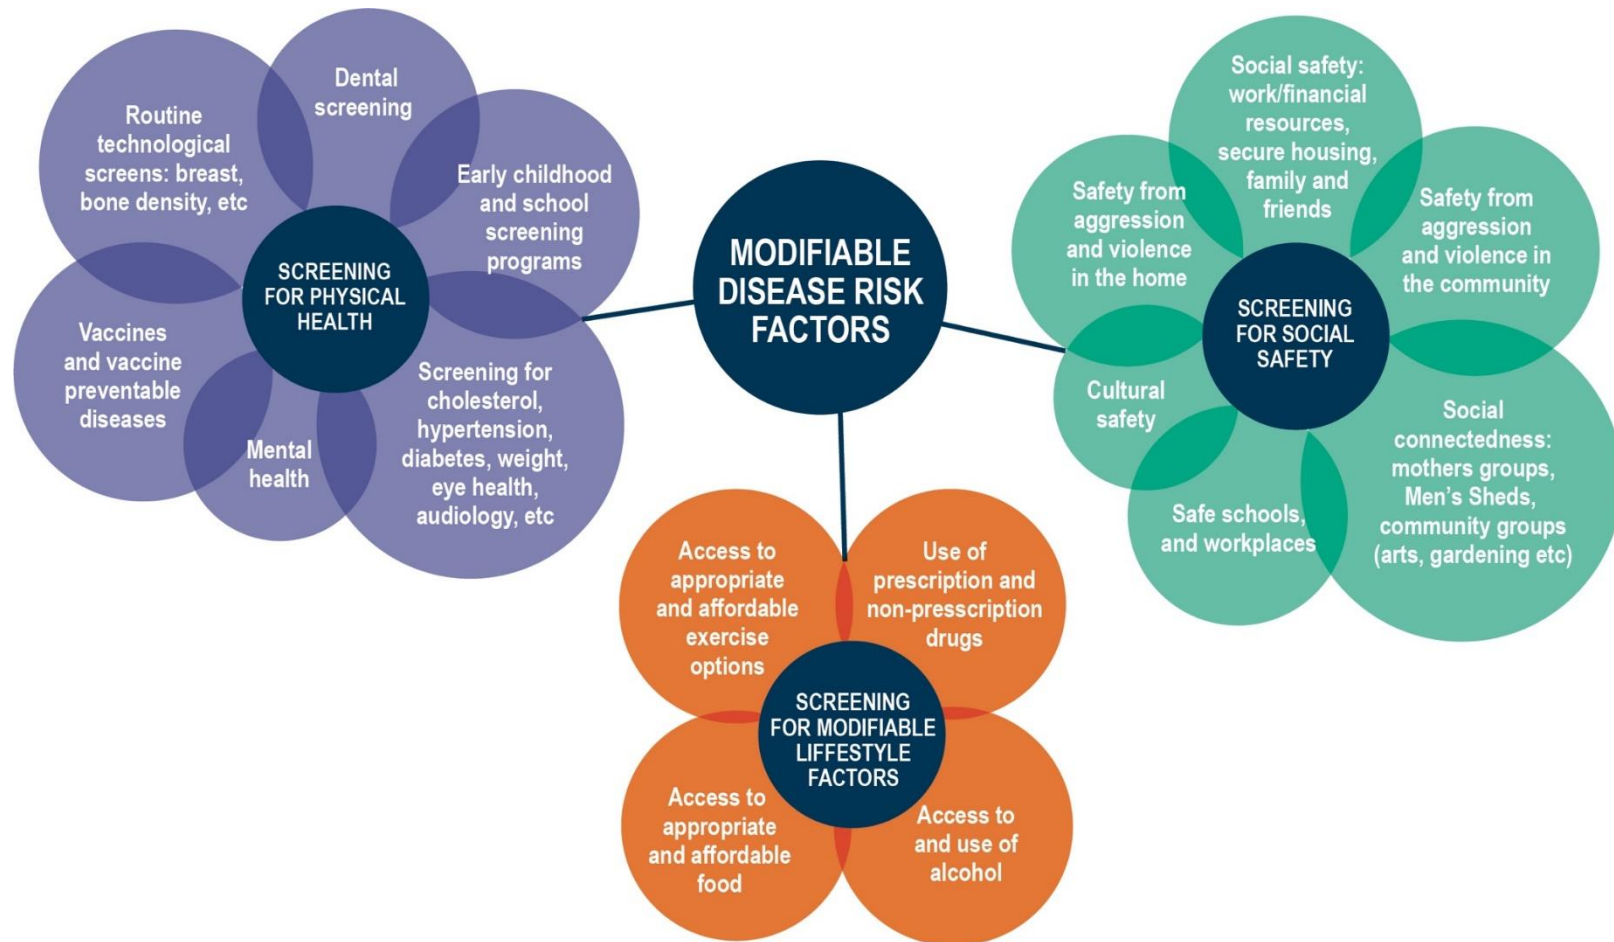 MODIFIABLE
DISEASE RISK
FACTORS
SCREENING
FOR PHYSICAL
HEALTH
Dental
screening
Early childhood
and school
screening
programs
Screening for
cholesterol,
hypertension,
diabetes, weight,
eye health,
audiology, etc
Mental
health
Vaccines
and vaccine
preventable
diseases
Routine
technological
screens: breast,
bone density, etc
SCREENING
FOR SOCIAL
SAFETY
Social safety:
work/financial
resources,
secure housing,
family and
friends
Safety from
aggression
and violence in
the community
Social
connectedness:
mothers groups,
Men’s Sheds,
community groups
(arts, gardening etc)
Safe schools,
and workplaces
Cultural
safety
Safety from
aggression
and violence
in the home
SCREENING
FOR MODIFIABLE
LIFFESTYLE
FACTORS
Access to
appropriate
and affordable
exercise
options
Use of
prescription and
non-presscription
drugs
Access to
and use of
alcohol
Access to
appropriate
and affordable
food